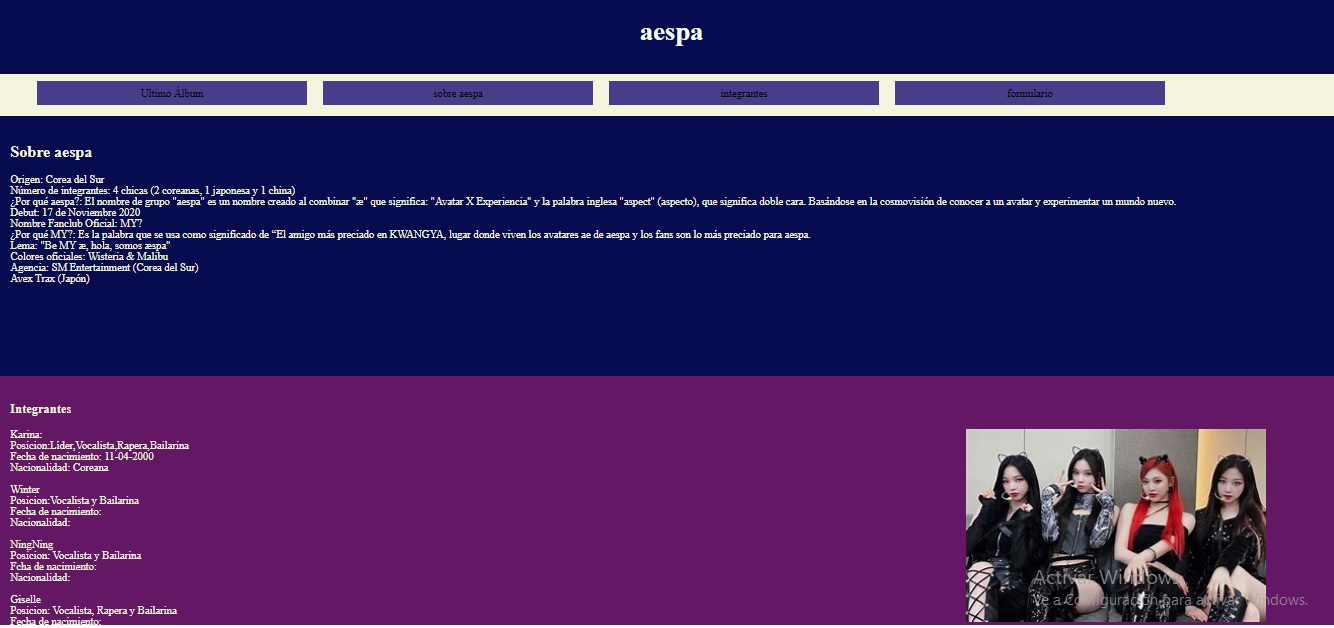 aespa
Ultimo Álbum
sobre aespa
integrantes
formulario
Sobre aespa
Origen: Corea del Sur
Número de integrantes: 4 chicas (2 coreanas, 1 japonesa y 1 china)
¿Por qué aespa?: El nombre de grupo "aespa" es un nombre creado al combinar "æ" que significa: "Avatar X Experiencia" y la palabra inglesa "aspect" (aspecto), que significa doble cara. Basándose en la cosmovisión de conocer a un avatar y experimentar un mundo nuevo.
Debut: 17 de Noviembre 2020
Nombre Fanclub Oficial: MY?
¿Por qué MY?: Es la palabra que se usa como significado de “El amigo más preciado en KWANGYA, lugar donde viven los avatares ae de aespa y los fans son lo más preciado para aespa.
Lema: "Be MY æ, hola, somos æspa"
Colores oficiales: Wisteria & Malibu
Agencia: SM Entertainment (Corea del Sur)
Avex Trax (Japón)
Integrantes
Karina:
Posicion:Líder,Vocalista,Rapera,Bailarina
Fecha de nacimiento: 11-04-2000
Nacionalidad: Coreana
Winter
Posicion:Vocalista y Bailarina
Fecha de nacimiento:
Nacionalidad:
NingNing
Posicion: Vocalista y Bailarina
Fcha de nacimiento:
Nacionalidad:
Giselle
Posicion: Vocalista, Rapera y Bailarina
Fecha de nacimiento:
Activar Windows
Ve a Configuración para activar Windows.